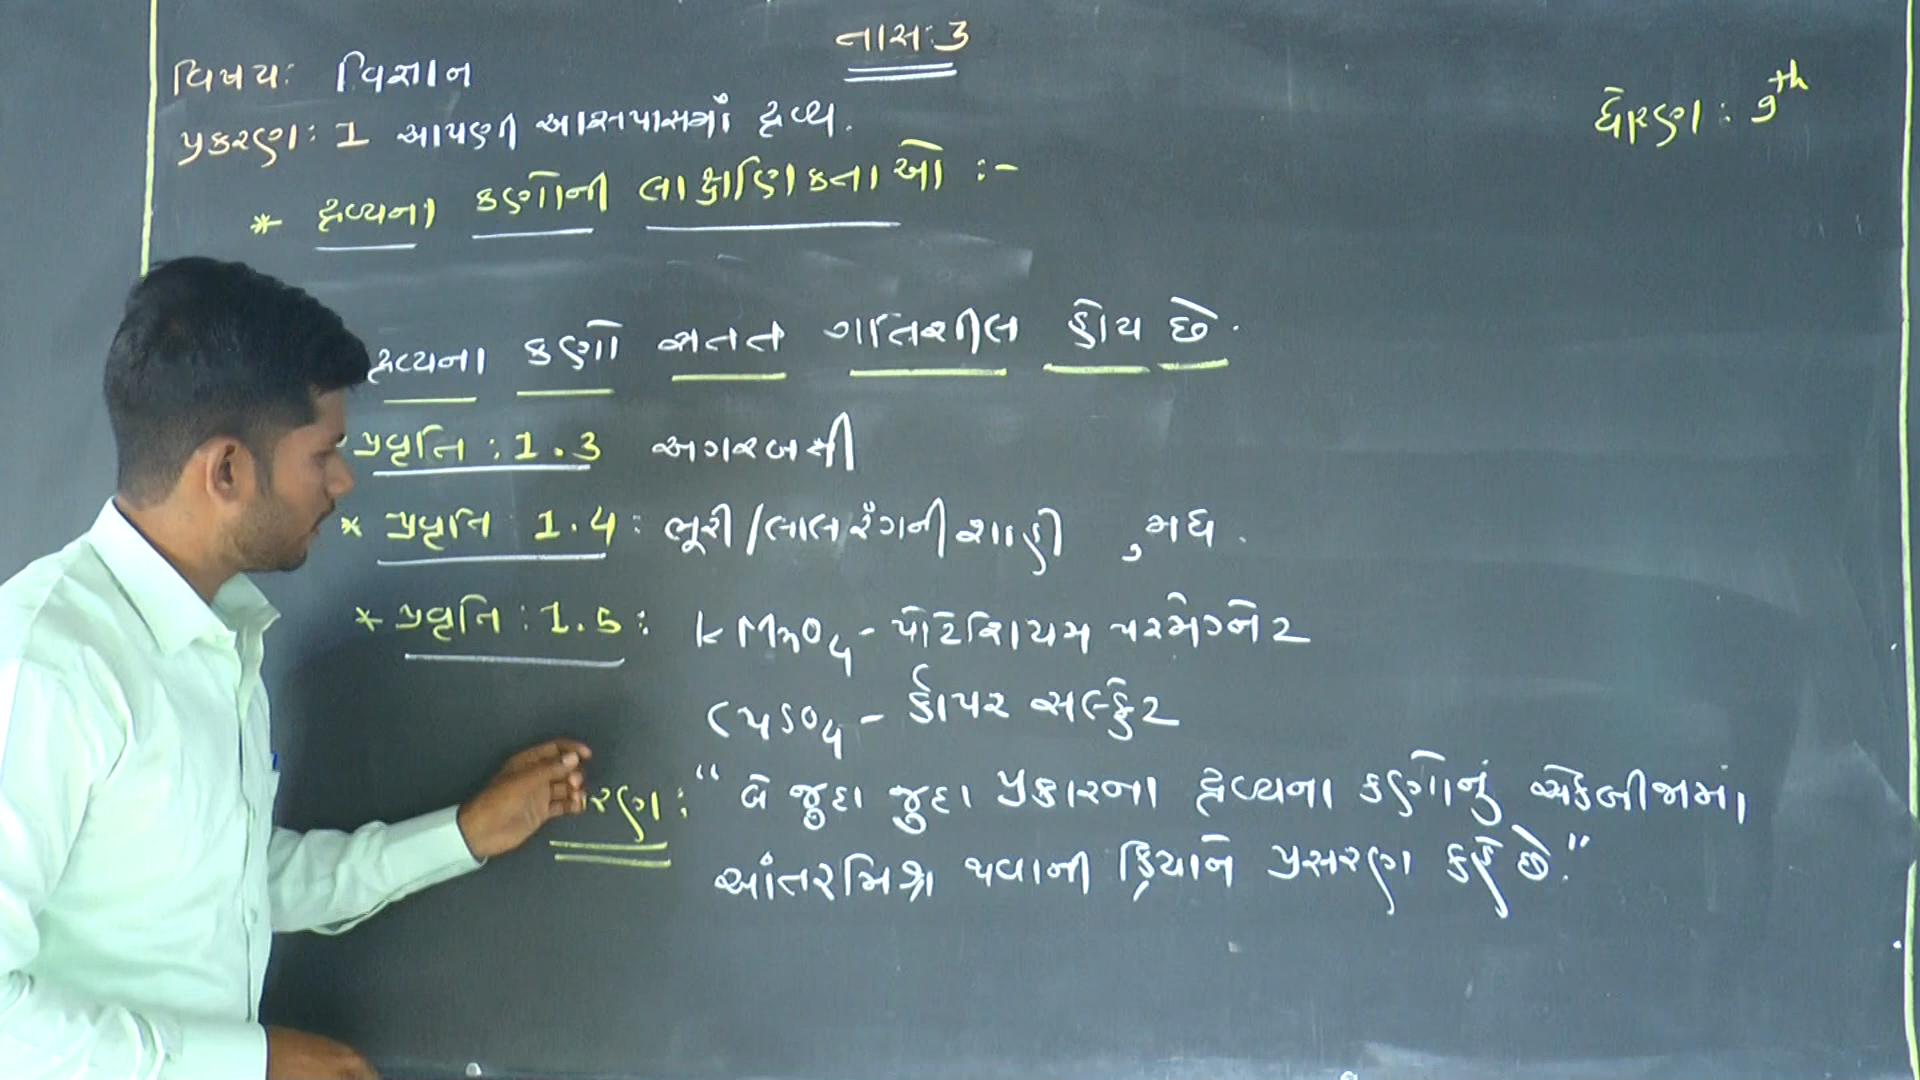 તાસ: 3
વિષય: વિજ્ઞાન
ધોરણ: 9th
પ્રકરણ: 1 આપણી આસપાસમાં દ્રવ્ય.
* દ્રવ્યના કણોની લાક્ષણિકતાઓ :-
દ્રવ્યના કણો સતત ગતિશીલ હોય છે.
પ્રવૃત્તિ: 1.3 અગરબત્તી
* પ્રવૃત્તિ 1.4: ભૂરી/લાલ રંગની શાહી, મધ.
* પ્રવૃત્તિ: 1.5: KMnO4 - પોટેશિયમ પરમેગ્નેટ
CuSO4 - કોપર સલ્ફેટ
રણ: "બે જુદા જુદા પ્રકારના દ્રવ્યના કણોનું એકબીજામાં
આંતરમિશ્ર થવાની ક્રિયાને પ્રસરણ કહે છે."